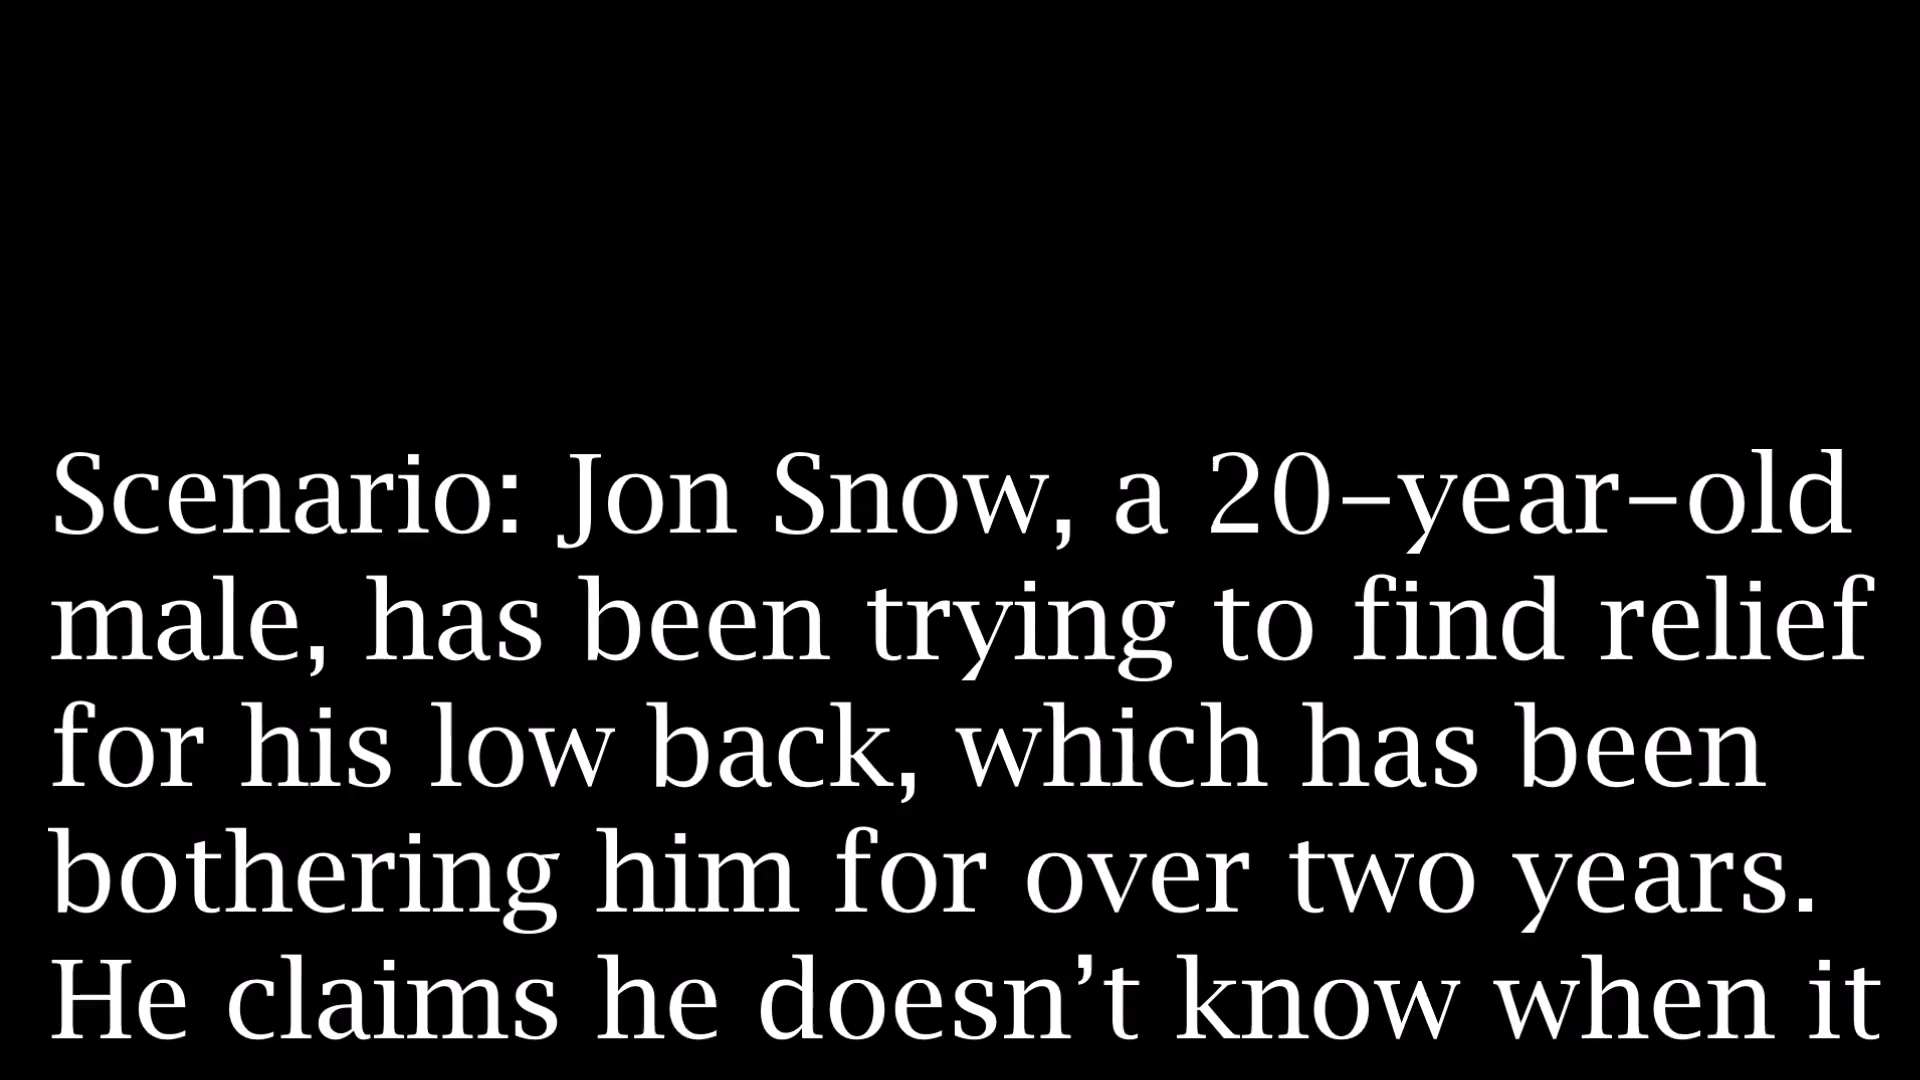 Scenario: Jon Snow, a 20-year-old
male, has been trying to find relief
for his low back, which has been
bothering him for over two years.
He claims he doesn’t know when it